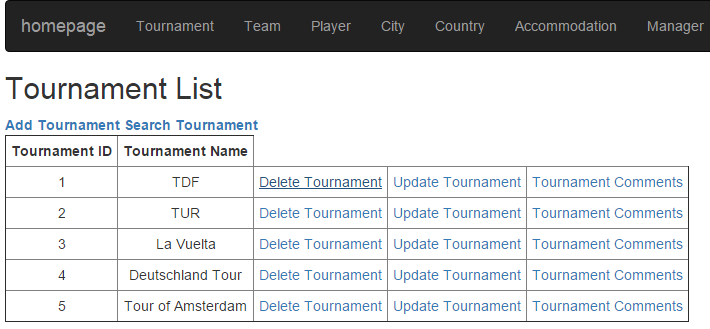 homepage Tournament Team Player City Country Accommodation Manager
Tournament List
Add Tournament Search Tournament
Tournament ID Tournament Name
1 TDF Delete Tournament Update Tournament Tournament Comments
2 TUR Delete Tournament Update Tournament Tournament Comments
3 La Vuelta Delete Tournament Update Tournament Tournament Comments
4 Deutschland Tour Delete Tournament Update Tournament Tournament Comments
5 Tour of Amsterdam Delete Tournament Update Tournament Tournament Comments